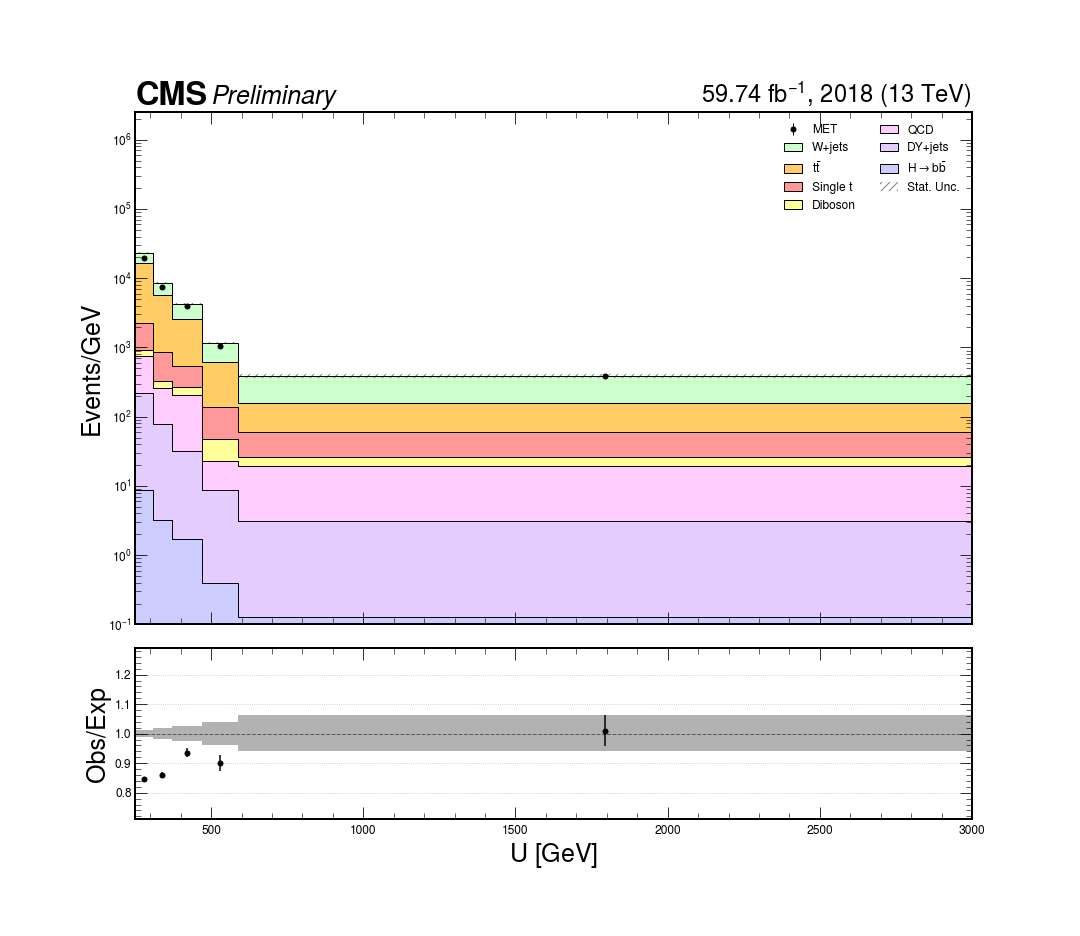 CMS Preliminary
59.74 fb⁻¹, 2018 (13 TeV)
MET
W+jets
tt̄
Single t
Diboson
QCD
DY+jets
H→bb̄
Stat. Unc.
Events/GeV
10⁶
10⁵
10⁴
10³
10²
10¹
10⁰
10⁻¹
Obs/Exp
1.2
1.1
1.0
0.9
0.8
500 1000 1500 2000 2500 3000
U [GeV]